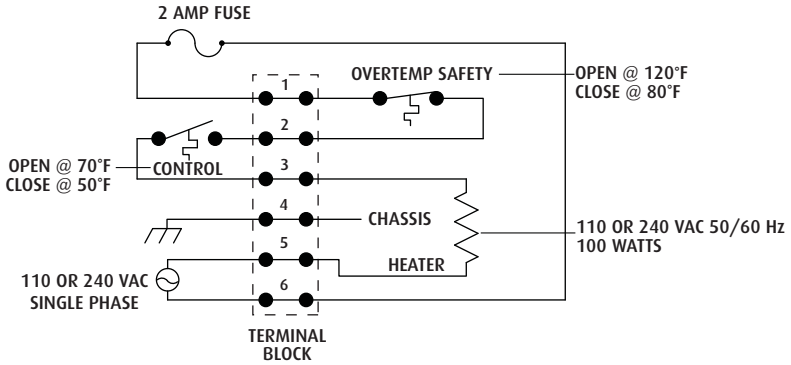 2 AMP FUSE
OVERTEMP SAFETY
OPEN @ 120°F
CLOSE @ 80°F
1
2
3
4
5
6
OPEN @ 70°F
CLOSE @ 50°F
CONTROL
CHASSIS
110 OR 240 VAC 50/60 Hz
100 WATTS
HEATER
110 OR 240 VAC
SINGLE PHASE
TERMINAL
BLOCK